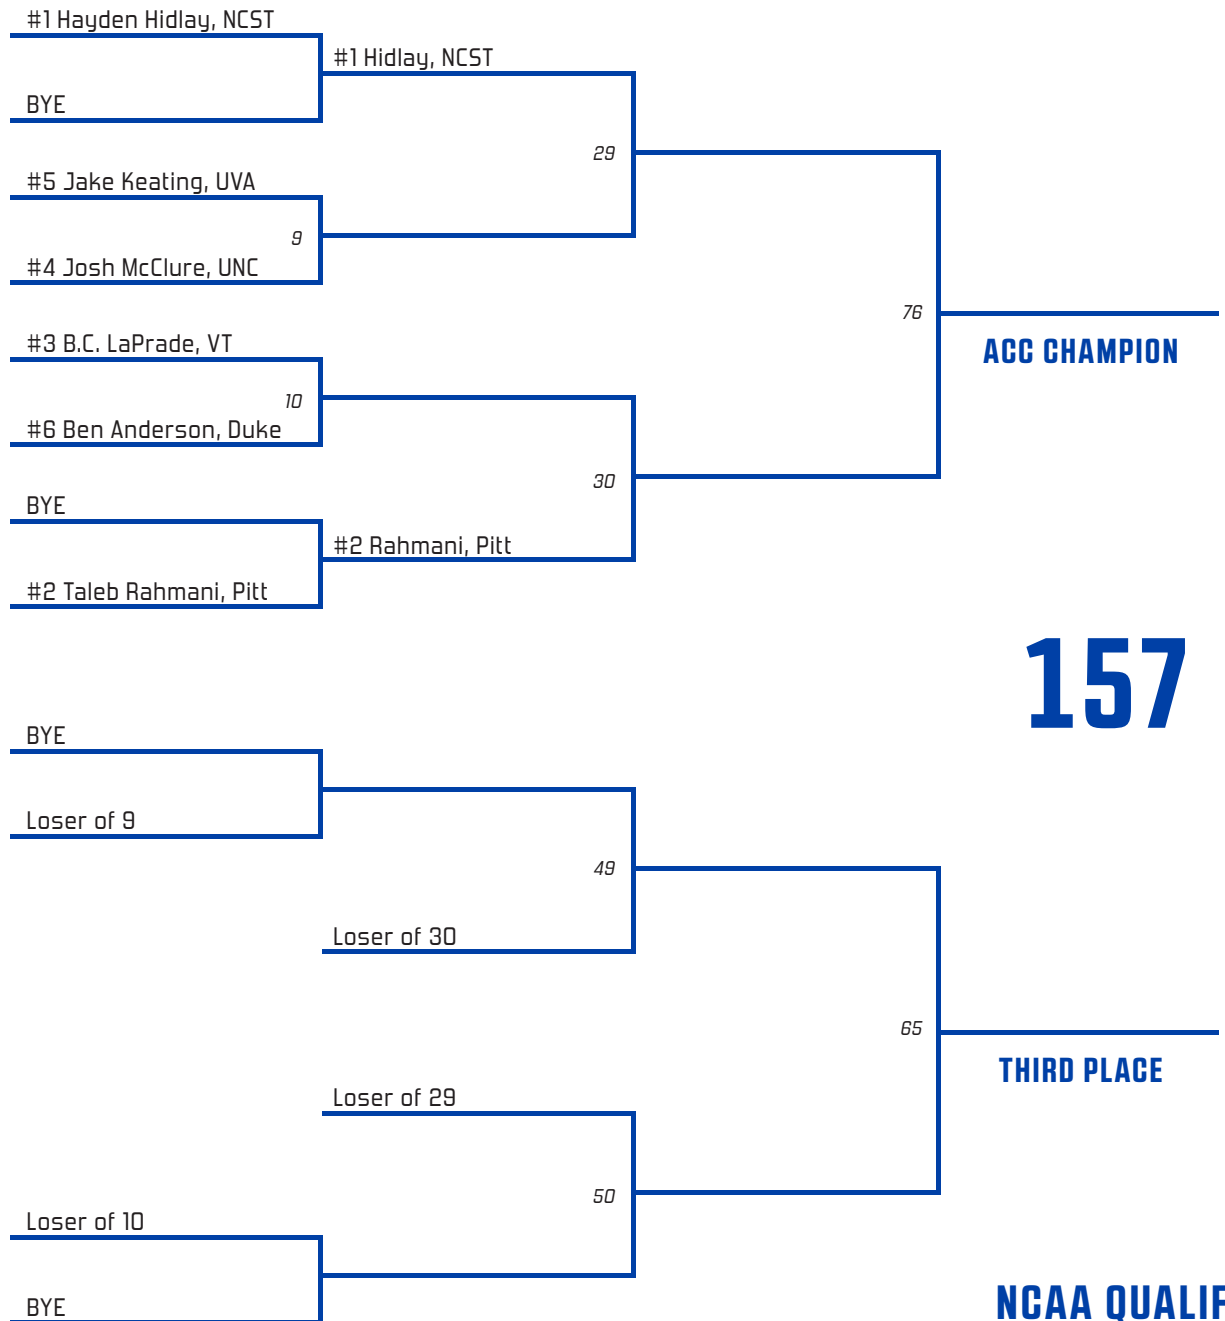 #1 Hayden Hidlay, NCST
#1 Hidlay, NCST
BYE
29
#5 Jake Keating, UVA
9
#4 Josh McClure, UNC
76
ACC CHAMPION
#3 B.C. LaPrade, VT
10
#6 Ben Anderson, Duke
30
BYE
#2 Rahmani, Pitt
#2 Taleb Rahmani, Pitt
157
BYE
Loser of 9
49
Loser of 30
65
THIRD PLACE
Loser of 29
50
Loser of 10
BYE
NCAA QUALIF